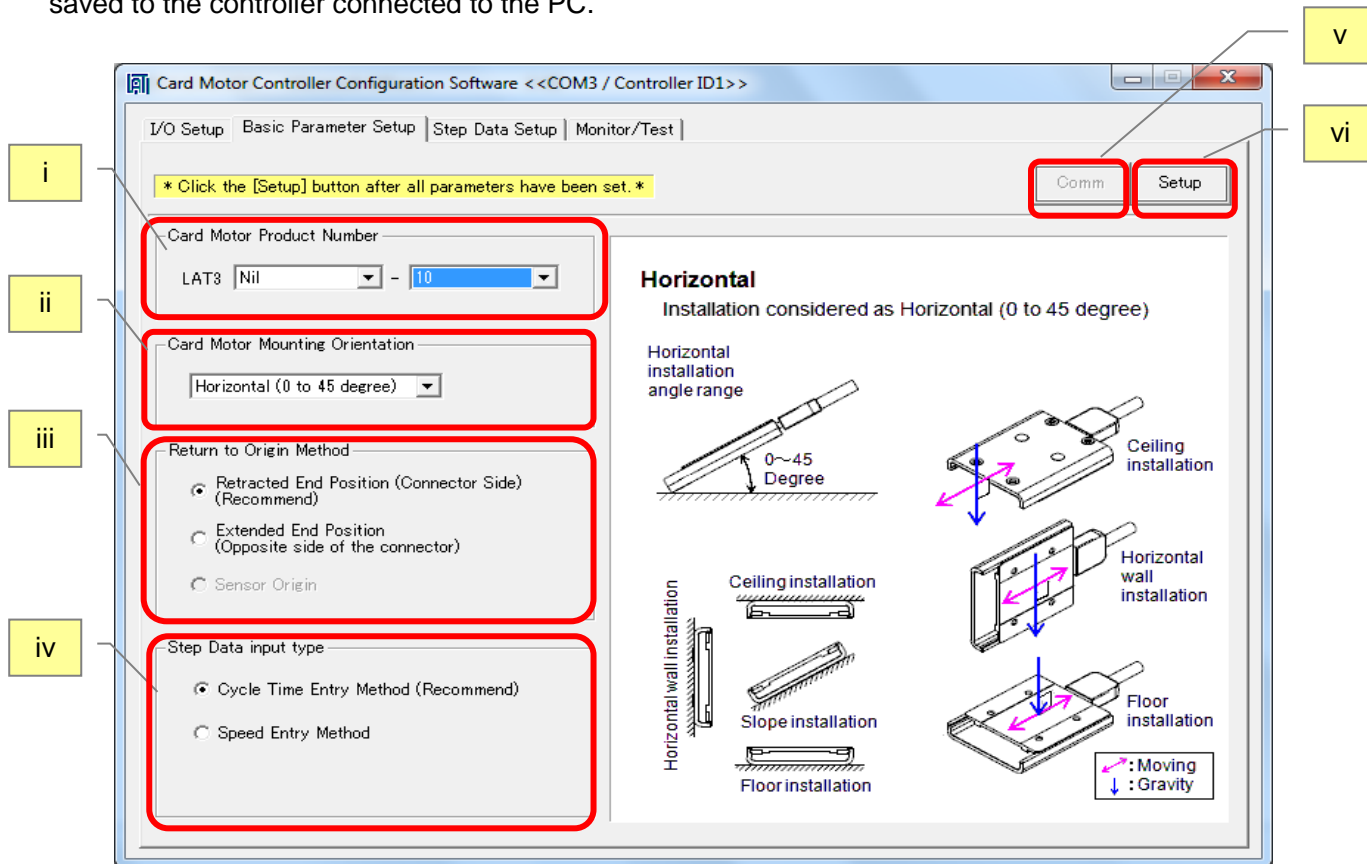 saved to the controller connected to the PC.
v
Card Motor Controller Configuration Software <<COM3 / Controller ID1>>
vi
I/O Setup Basic Parameter Setup Step Data Setup Monitor/Test
i
* Click the [Setup] button after all parameters have been set. *
Comm
Setup
Card Motor Product Number
LAT3 Nil - 10
ii
Card Motor Mounting Orientation
Horizontal (0 to 45 degree)
iii
Return to Origin Method
Retracted End Position (Connector Side)
(Recommend)
Extended End Position
(Opposite side of the connector)
Sensor Origin
iv
Step Data input type
Cycle Time Entry Method (Recommend)
Speed Entry Method
Horizontal
Installation considered as Horizontal (0 to 45 degree)
Horizontal
installation
angle range
0~45
Degree
Ceiling
installation
Horizontal
wall
installation
Floor
installation
Horizontal wall installation
Ceiling installation
Slope installation
Floor installation
: Moving
: Gravity